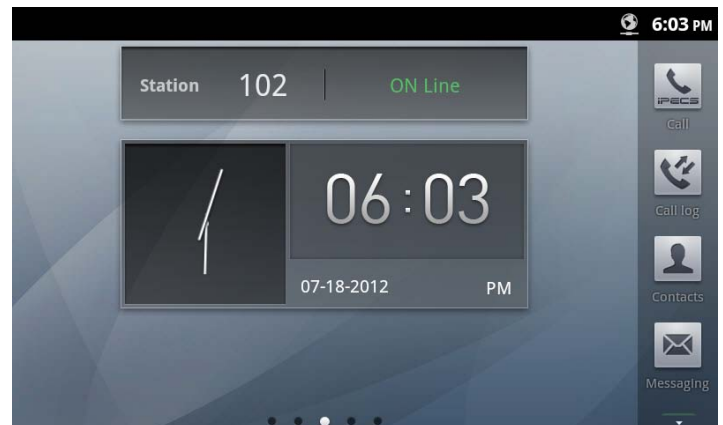 6:03 PM
Station 102 ON Line
iPECS
Call
06:03
Call log
07-18-2012 PM
Contacts
Messaging